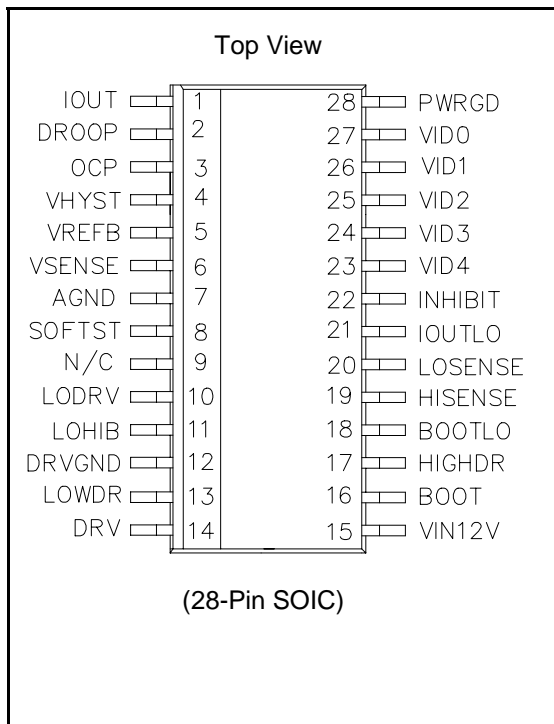 Top View
IOUT 1 28 PWRGD
DROOP 2 27 VID0
OCP 3 26 VID1
VHYST 4 25 VID2
VREFB 5 24 VID3
VSENSE 6 23 VID4
AGND 7 22 INHIBIT
SOFTST 8 21 IOUTLO
N/C 9 20 LOSENSE
LODRV 10 19 HISENSE
LOHIB 11 18 BOOTLO
DRVGND 12 17 HIGHDR
LOWDR 13 16 BOOT
DRV 14 15 VIN12V
(28-Pin SOIC)